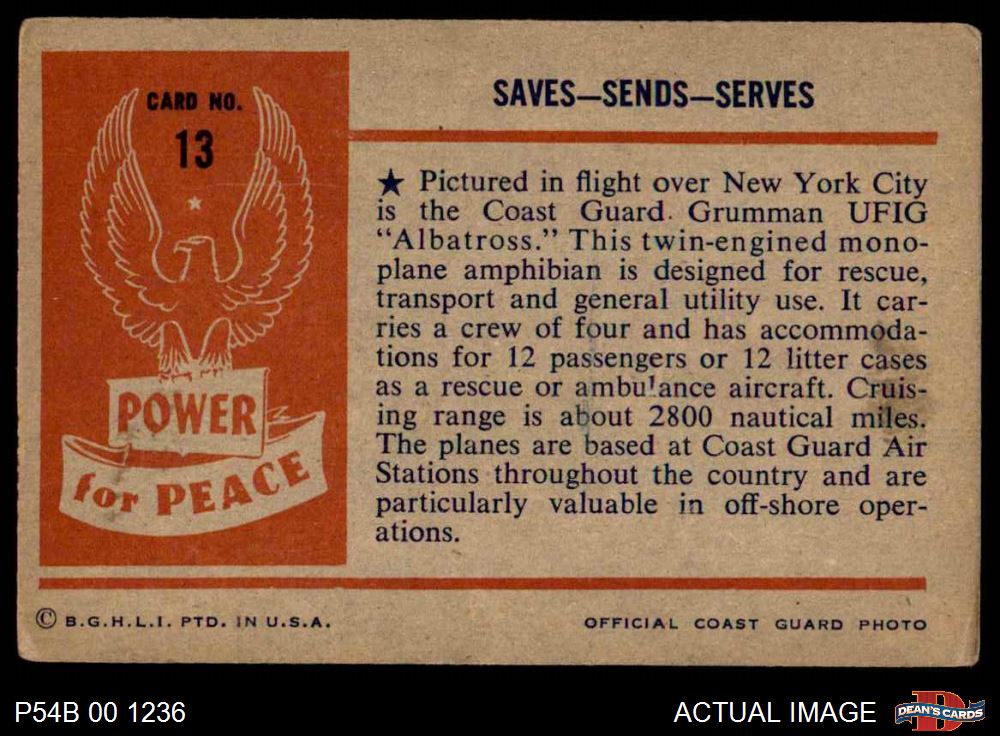 CARD NO.
13
POWER
for PEACE
SAVES—SENDS—SERVES
★ Pictured in flight over New York City
is the Coast Guard Grumman UFIG
“Albatross.” This twin-engined mono-
plane amphibian is designed for rescue,
transport and general utility use. It car-
ries a crew of four and has accommoda-
tions for 12 passengers or 12 litter cases
as a rescue or ambulance aircraft. Cruis-
ing range is about 2800 nautical miles.
The planes are based at Coast Guard Air
Stations throughout the country and are
particularly valuable in off-shore oper-
ations.
© B.G.H.L.I. PTD. IN U.S.A.
OFFICIAL COAST GUARD PHOTO
P54B 00 1236
ACTUAL IMAGE
DEAN'S CARDS